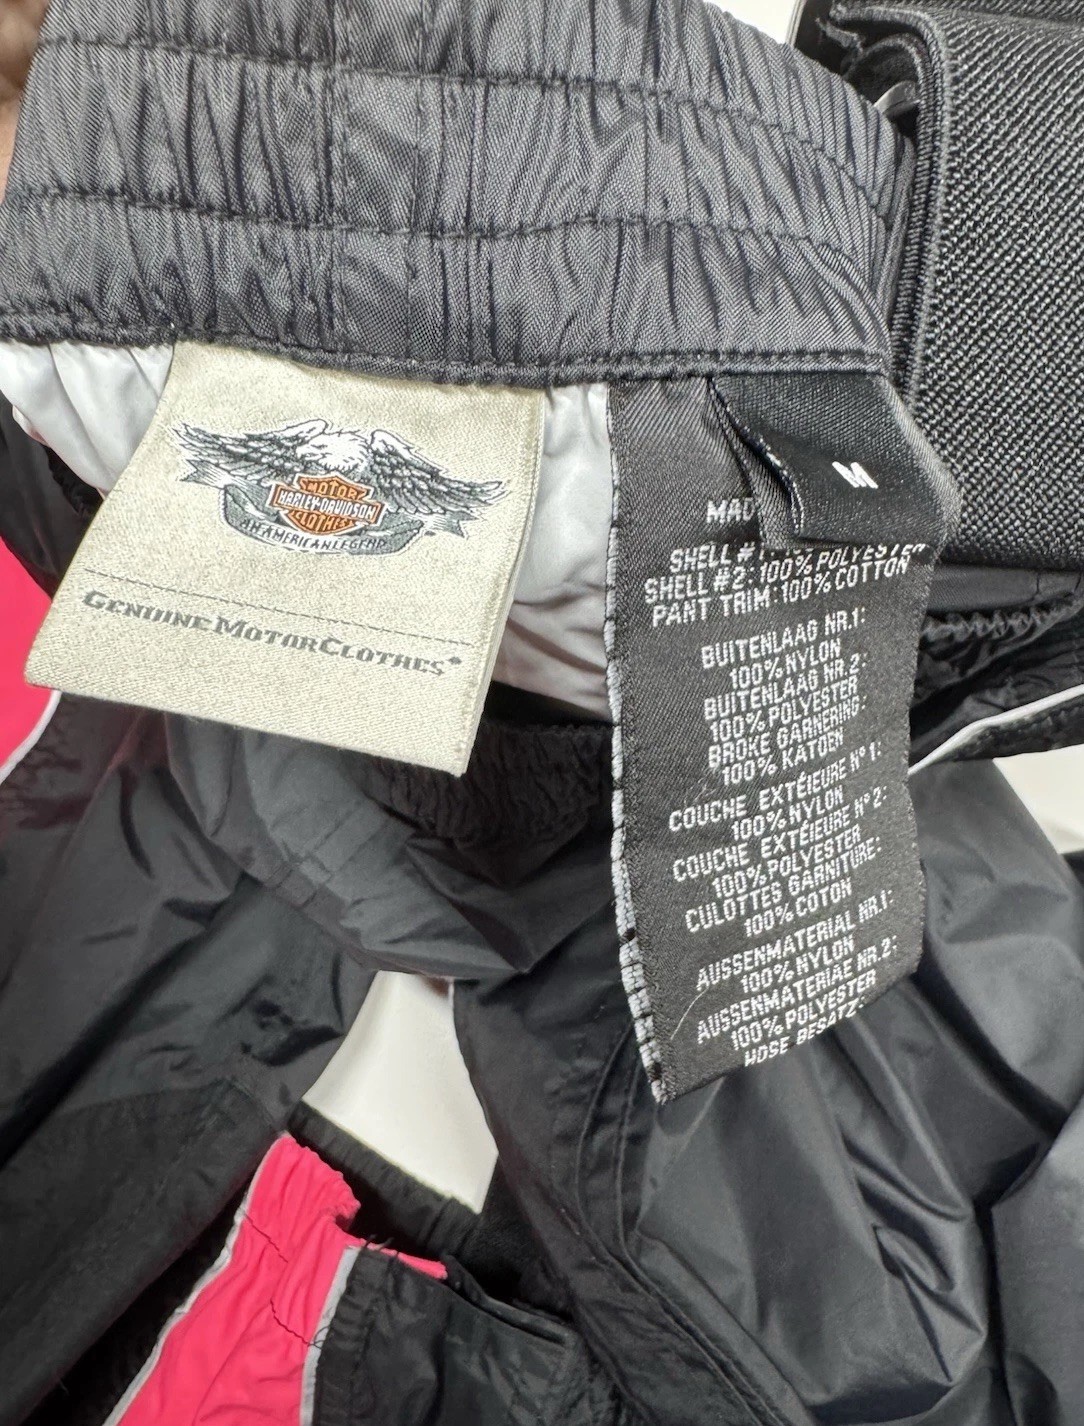 MOTOR
HARLEY-DAVIDSON
CLOTHES
AN AMERICAN LEGEND
GENUINE MOTORCLOTHES
M
SHELL #2: 100% POLYESTER
PANT TRIM: 100% COTTON
BUITENLAAG NR.1:
100% NYLON
BUITENLAAG NR.2:
100% POLYESTER
BROKE GARNERING:
100% KATOEN
COUCHE EXTÉIEURE Nº 1:
100% NYLON
COUCHE EXTÉIEURE Nº 2:
100% POLYESTER
CULOTTES GARNITURE:
100% COTON
AUSSENMATERIAL NR.1:
100% NYLON
AUSSENMATERIAE NR.2:
100% POLYESTER
HOSE BESATZ: